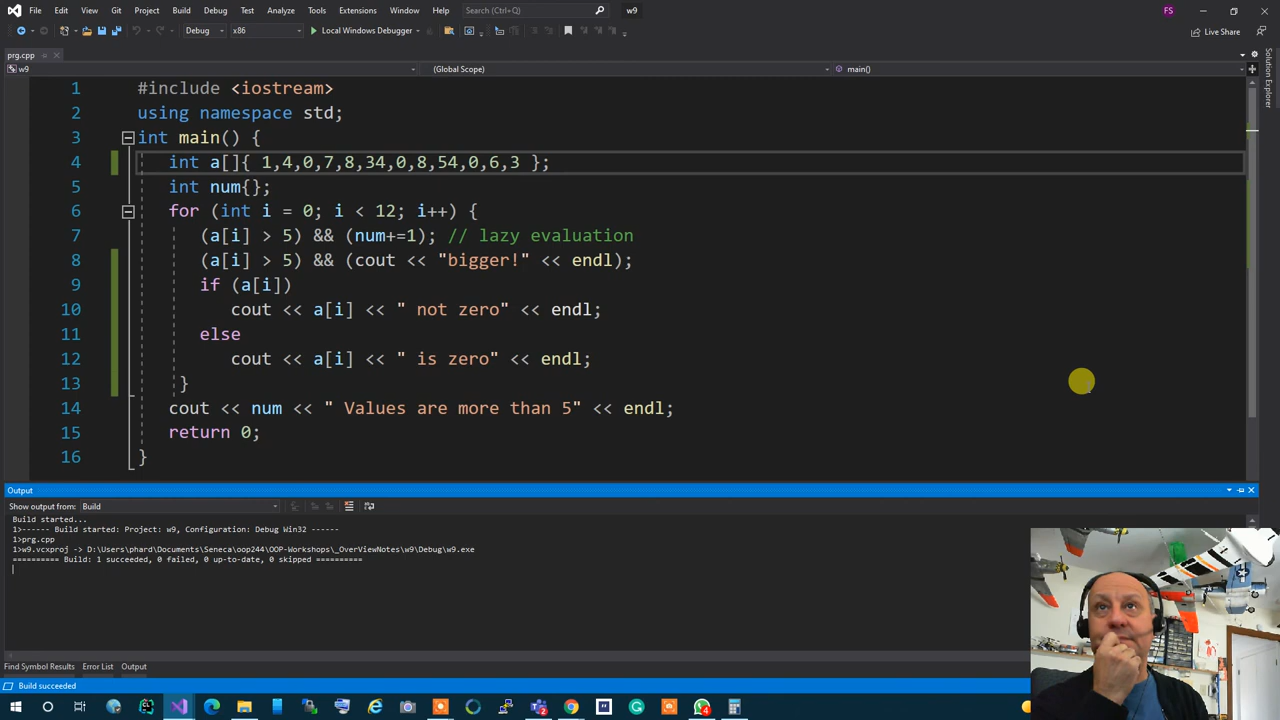 File Edit View Project Build Debug Test Analyze Tools Extensions Window Help Search (Ctrl+Q) w9 FS
Debug x86 Local Windows Debugger Live Share
prg.cpp
w9 (Global Scope) main()
Solution Explorer
1 #include <iostream>
2 using namespace std;
3 int main() {
4 int a[]{ 1,4,0,7,8,34,0,8,54,0,6,3 };
5 int num{};
6 for (int i = 0; i < 12; i++) {
7 (a[i] > 5) && (num+=1); // lazy evaluation
8 (a[i] > 5) && (cout << "bigger!" << endl);
9 if (a[i])
10 cout << a[i] << " not zero" << endl;
11 else
12 cout << a[i] << " is zero" << endl;
13 }
14 cout << num << " Values are more than 5" << endl;
15 return 0;
16 }
Output
Show output from: Build
Build started...
1>------ Build started: Project: w9, Configuration: Debug Win32 ------
1>prg.cpp
1>w9.vcxproj -> D:\Users\phard\Documents\Seneca\oop244\OOP-Workshops\_OverViewNotes\w9\Debug\w9.exe
========== Build: 1 succeeded, 0 failed, 0 up-to-date, 0 skipped ==========
Find Symbol Results Error List Output
Build succeeded
4